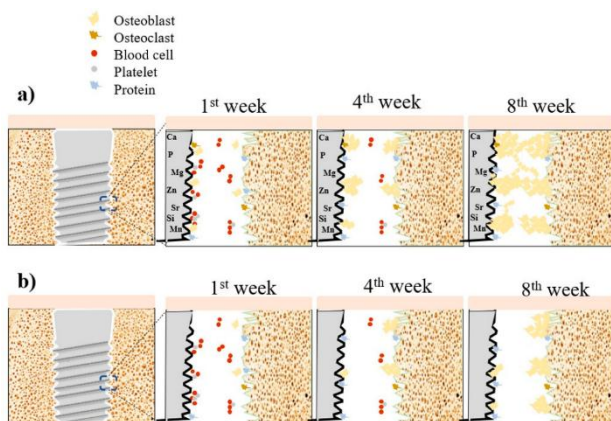 Osteoblast
Osteoclast
Blood cell
Platelet
Protein
a)
1st week
4th week
8th week
Ca
P
Mg
Zn
Sr
Si
Mn
Ca
P
Mg
Zn
Sr
Si
Mn
Ca
P
Mg
Zn
Sr
Si
Mn
b)
1st week
4th week
8th week